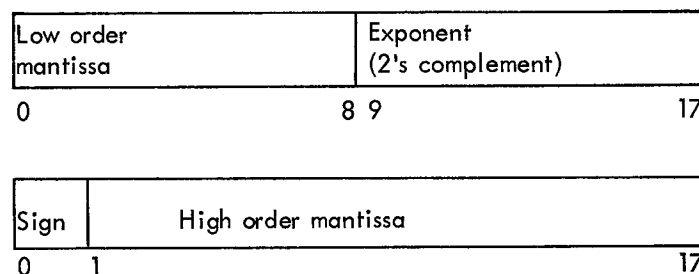 Low order Exponent
mantissa (2's complement)
0 8 9 17
Sign High order mantissa
0 1 17